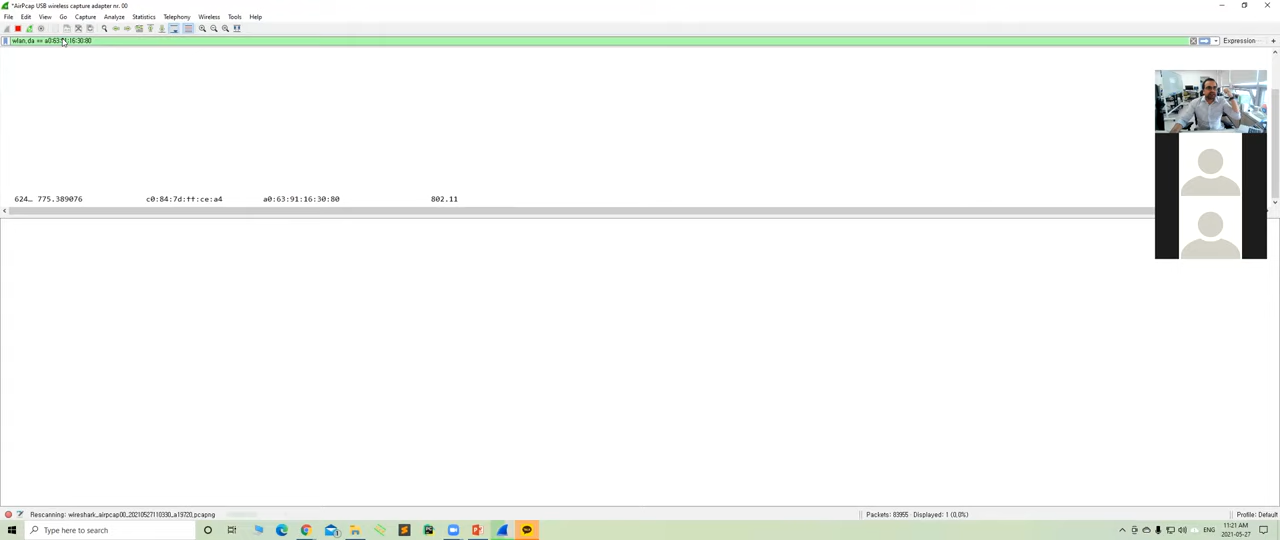 *AirPcap USB wireless capture adapter nr. 00
File Edit View Go Capture Analyze Statistics Telephony Wireless Tools Help
wlan.da == a0:63:91:16:30:80 Expression… +
624… 775.389076 c0:84:7d:ff:ce:a4 a0:63:91:16:30:80 802.11
Rescanning: wireshark_airpcap00_20210527110330_a19720.pcapng Packets: 83955 · Displayed: 1 (0.0%) Profile: Default
Type here to search ENG 11:21 AM
2021-05-27